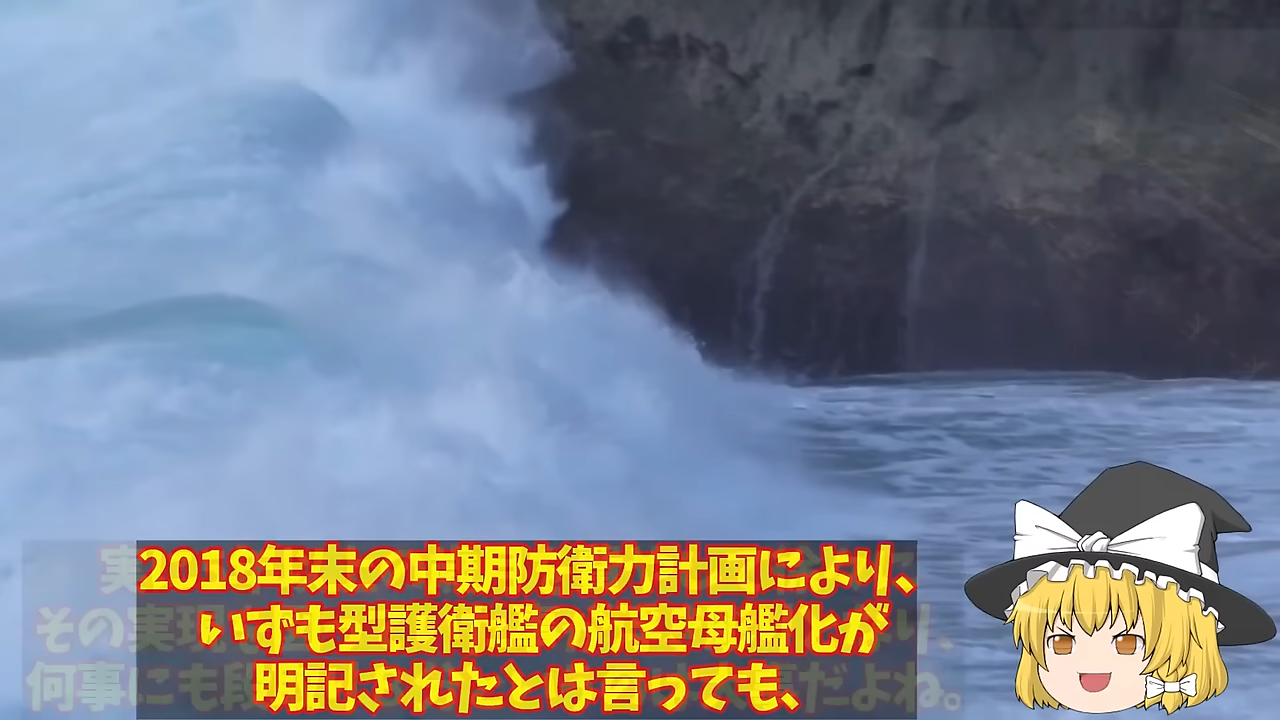 2018年末の中期防衛力計画により、
いずも型護衛艦の航空母艦化が
明記されたとは言っても、